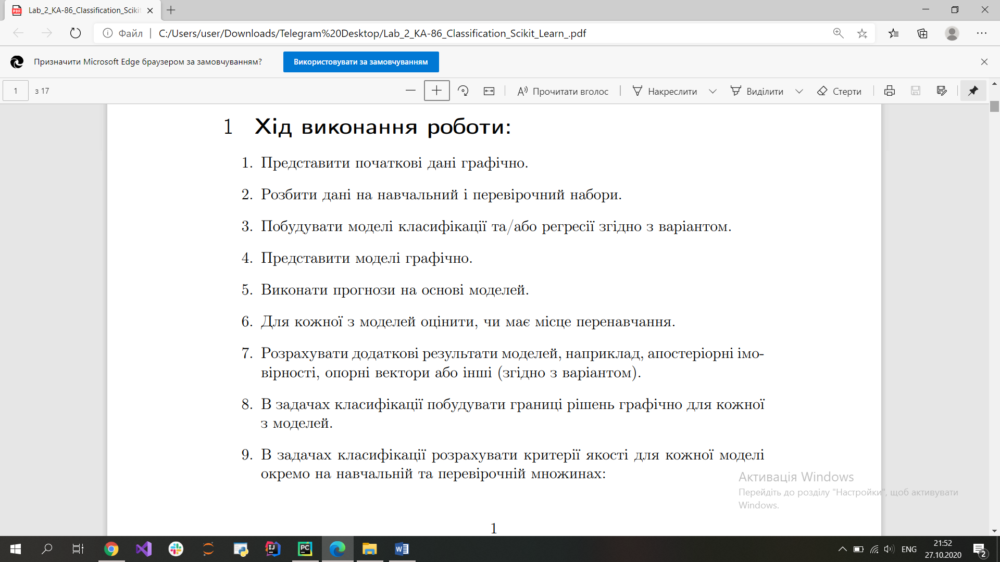 Lab_2_KA-86_Classification_Scikit
Файл
C:/Users/user/Downloads/Telegram%20Desktop/Lab_2_KA-86_Classification_Scikit_Learn_.pdf
Призначити Microsoft Edge браузером за замовчуванням?
Використовувати за замовчуванням
1 з 17
Прочитати вголос
Накреслити
Виділити
Стерти
1 Хід виконання роботи:
1. Представити початкові дані графічно.
2. Розбити дані на навчальний і перевірочний набори.
3. Побудувати моделі класифікації та/або регресії згідно з варіантом.
4. Представити моделі графічно.
5. Виконати прогнози на основі моделей.
6. Для кожної з моделей оцінити, чи має місце перенавчання.
7. Розрахувати додаткові результати моделей, наприклад, апостеріорні імо-
вірності, опорні вектори або інші (згідно з варіантом).
8. В задачах класифікації побудувати границі рішень графічно для кожної
з моделей.
9. В задачах класифікації розрахувати критерії якості для кожної моделі
окремо на навчальній та перевірочній множинах:
Активація Windows
Перейдіть до розділу "Настройки", щоб активувати
Windows.
1
ENG
21:52
27.10.2020
2